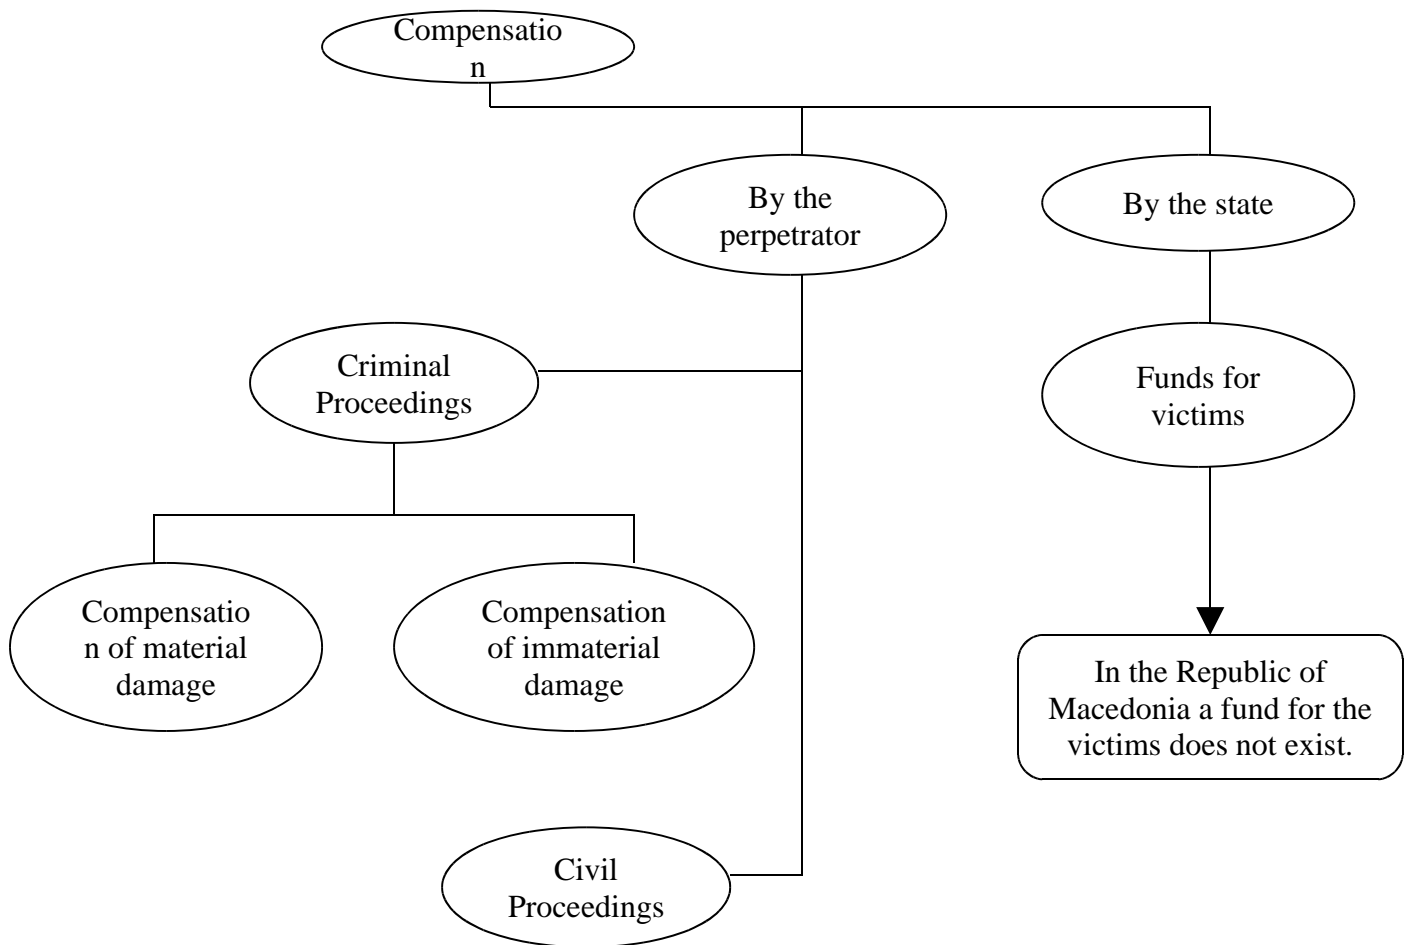 Compensatio
n
By the
perpetrator
By the state
Criminal
Proceedings
Funds for
victims
Compensatio
n of material
damage
Compensation
of immaterial
damage
In the Republic of
Macedonia a fund for the
victims does not exist.
Civil
Proceedings